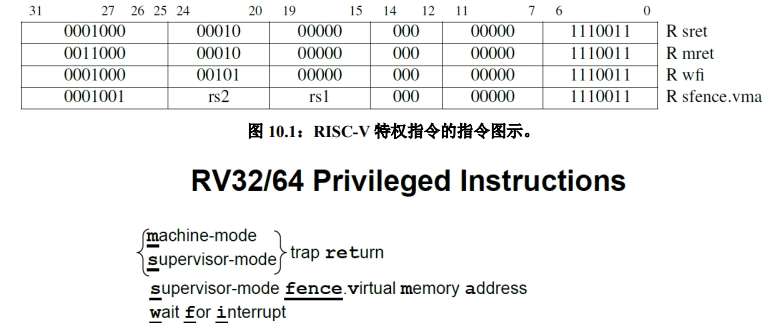 31 27 26 25 24 20 19 15 14 12 11 7 6 0
0001000 00010 00000 000 00000 1110011 R sret
0011000 00010 00000 000 00000 1110011 R mret
0001000 00101 00000 000 00000 1110011 R wfi
0001001 rs2 rs1 000 00000 1110011 R sfence.vma
图 10.1：RISC-V 特权指令的指令图示。
RV32/64 Privileged Instructions
machine-mode
supervisor-mode
trap return
supervisor-mode fence.virtual memory address
wait for interrupt